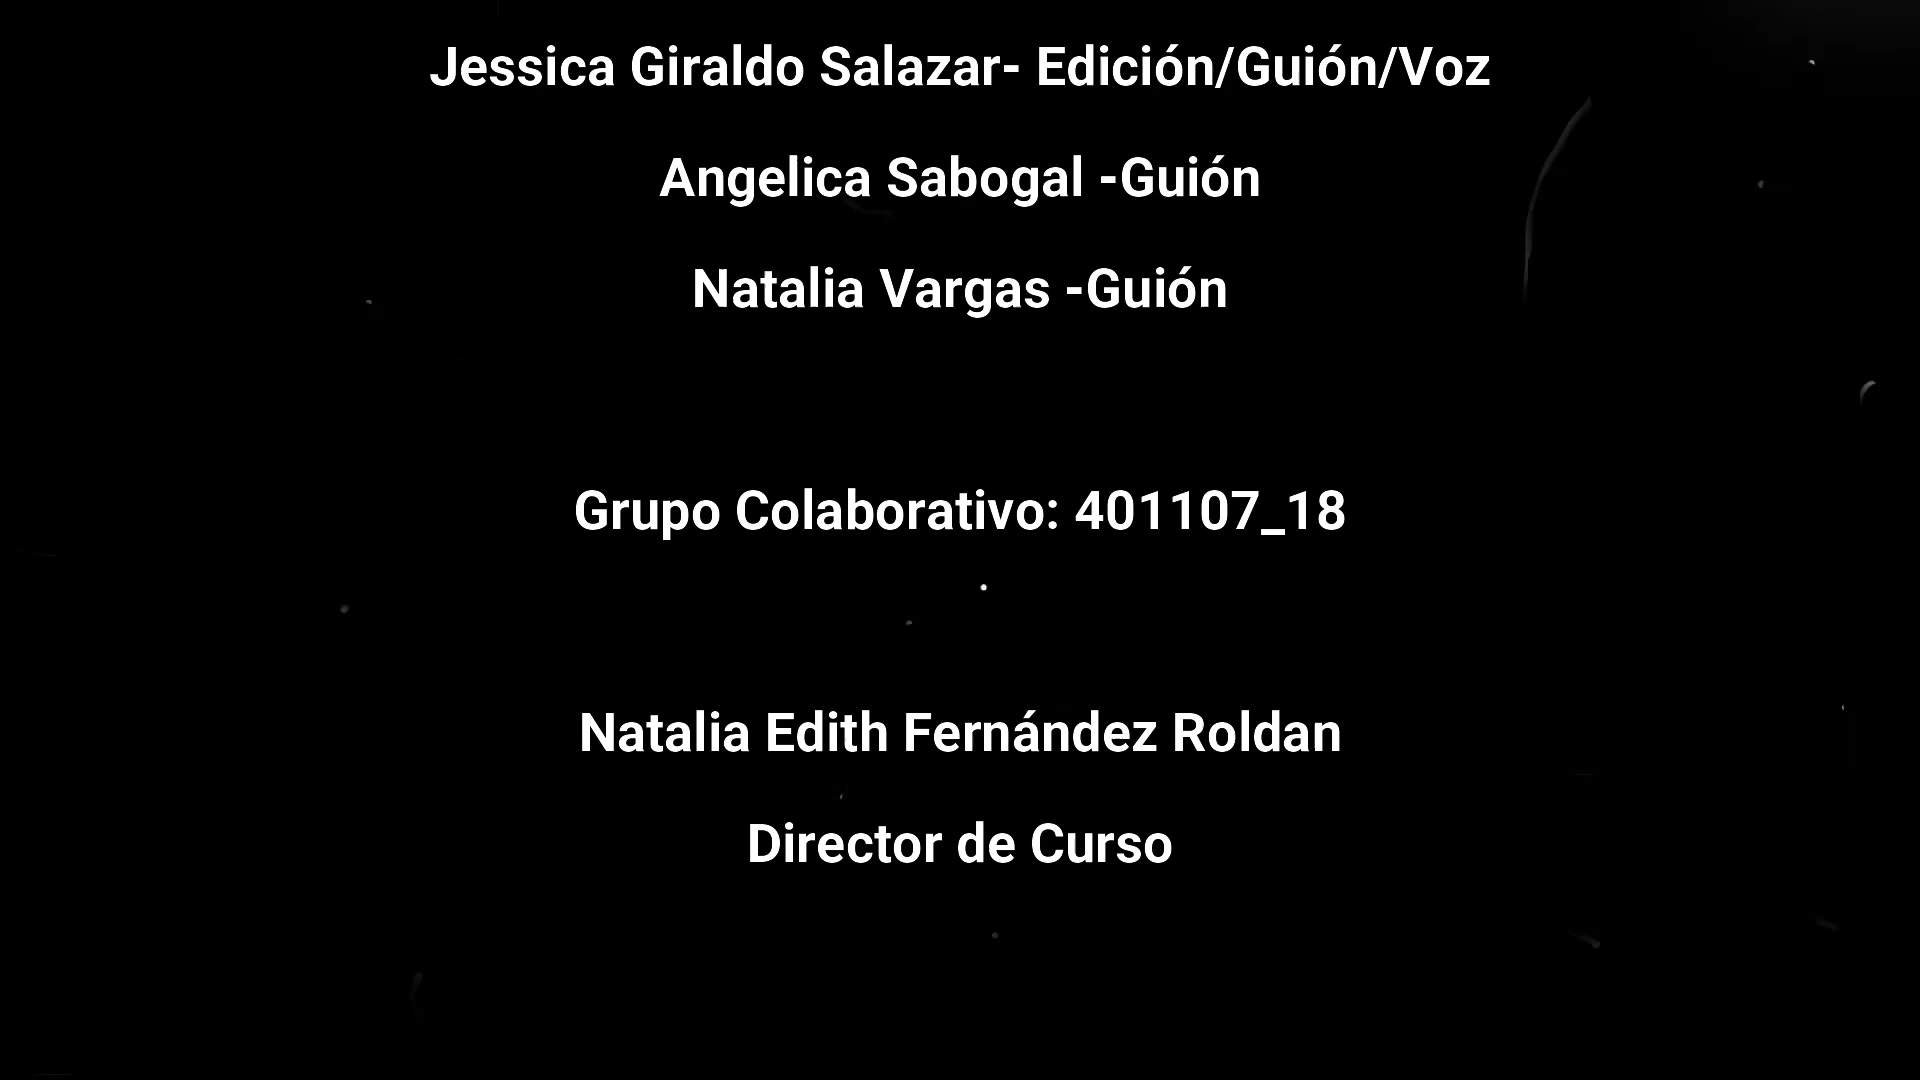 Jessica Giraldo Salazar- Edición/Guión/Voz
Angelica Sabogal -Guión
Natalia Vargas -Guión
Grupo Colaborativo: 401107_18
Natalia Edith Fernández Roldan
Director de Curso